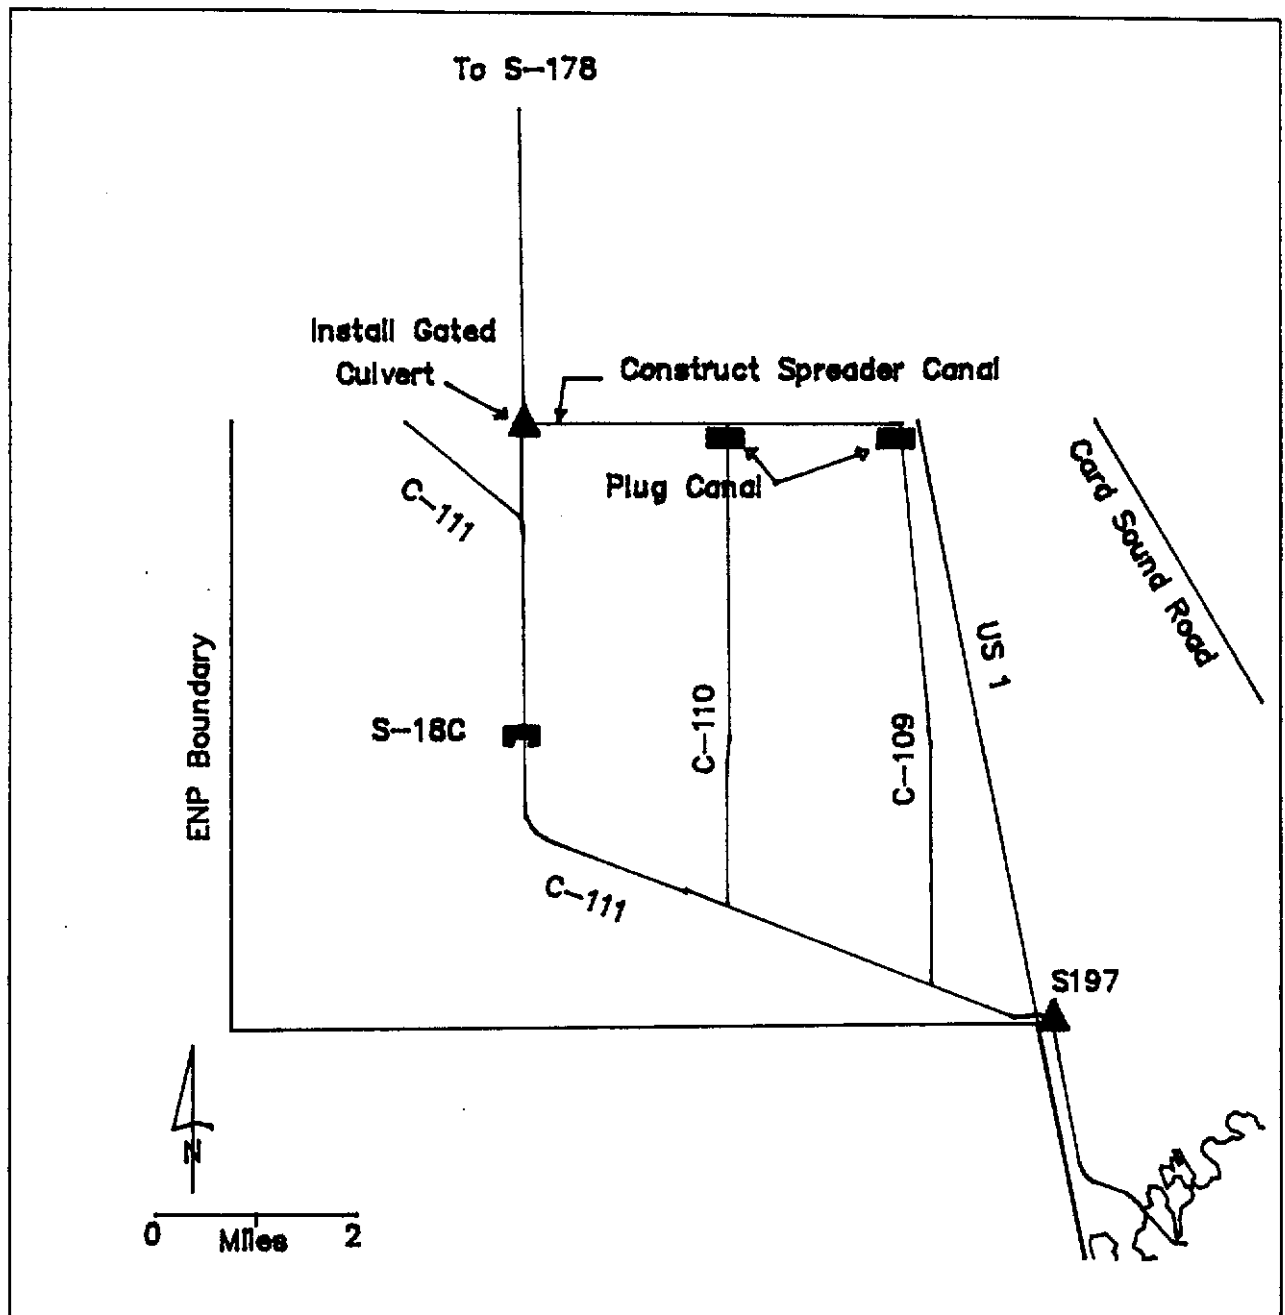 To S-178
Install Gated
Culvert
Construct Spreader Canal
Plug Canal
C-111
Card Sound Road
US 1
ENP Boundary
S-18C
C-110
C-109
C-111
S197
N
0 Miles 2